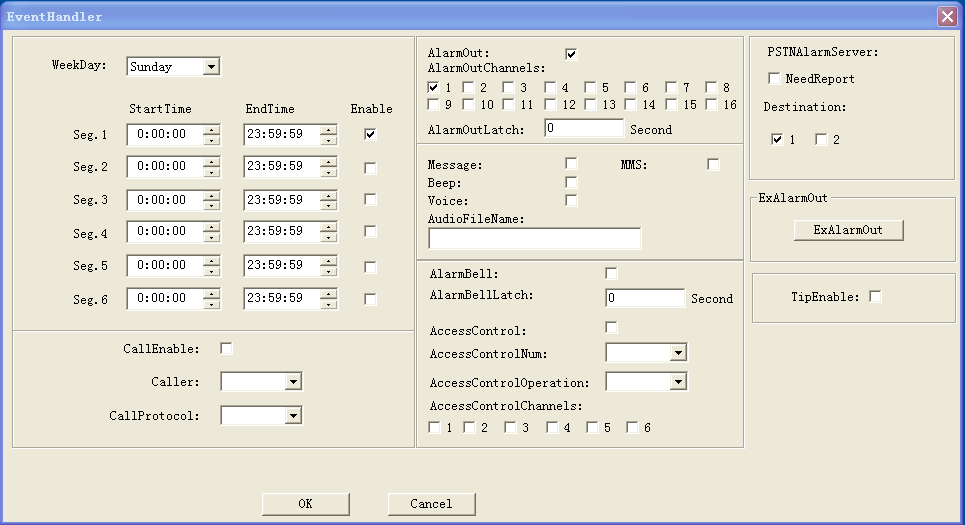 EventHandler
WeekDay: Sunday
StartTime EndTime Enable
Seg.1 0:00:00 23:59:59
Seg.2 0:00:00 23:59:59
Seg.3 0:00:00 23:59:59
Seg.4 0:00:00 23:59:59
Seg.5 0:00:00 23:59:59
Seg.6 0:00:00 23:59:59
CallEnable:
Caller:
CallProtocol:
AlarmOut:
AlarmOutChannels:
1 2 3 4 5 6 7 8
9 10 11 12 13 14 15 16
AlarmOutLatch: 0 Second
Message: MMS:
Beep:
Voice:
AudioFileName:
AlarmBell:
AlarmBellLatch: 0 Second
AccessControl:
AccessControlNum:
AccessControlOperation:
AccessControlChannels:
1 2 3 4 5 6
PSTNAlarmServer:
NeedReport
Destination:
1 2
ExAlarmOut
ExAlarmOut
TipEnable:
OK Cancel